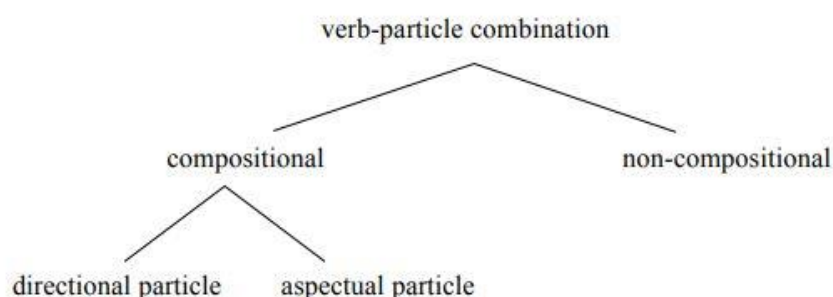 verb-particle combination
compositional non-compositional
directional particle aspectual particle